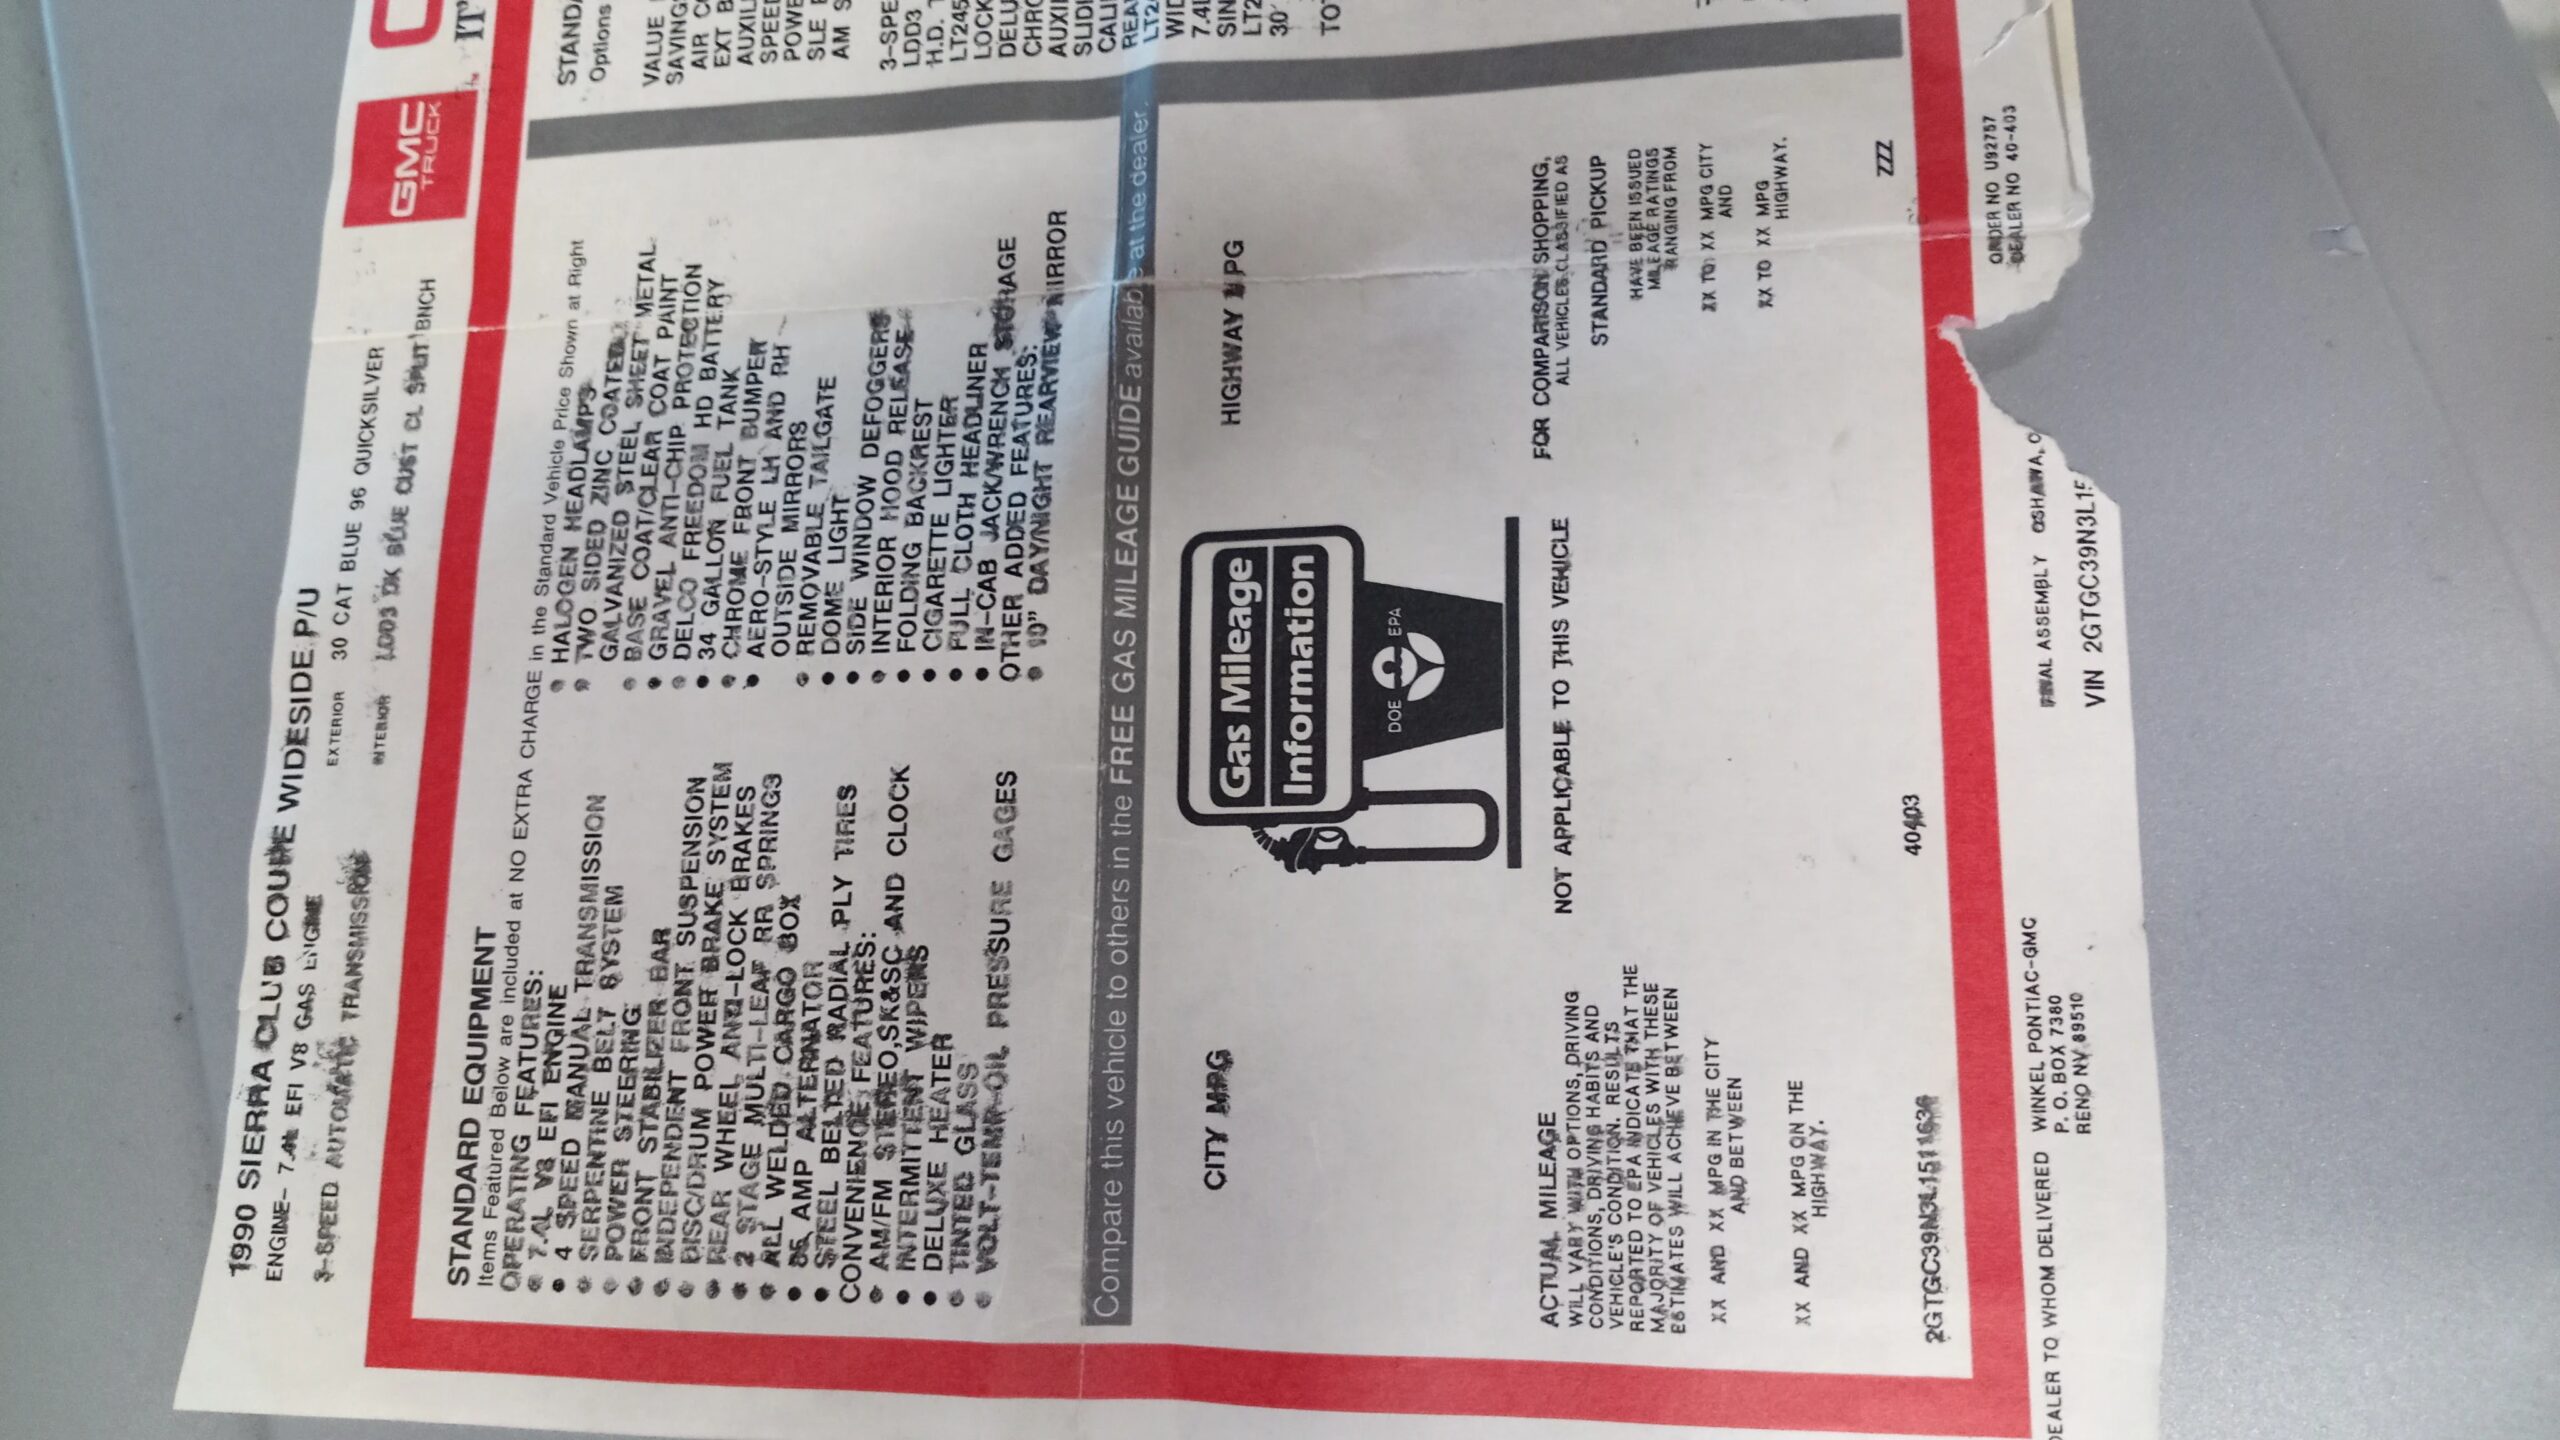 1990 SIERRA CLUB COUPE WIDESIDE P/U
ENGINE- 7.4L EFI V8 GAS ENGINE
3-SPEED AUTOMATIC TRANSMISSION
EXTERIOR 30 CAT BLUE 96 QUICKSILVER
INTERIOR LDD3 DK BLUE CUST CL SPLIT BNCH
GMC
TRUCK
STANDARD EQUIPMENT
Items Featured Below are included at NO EXTRA CHARGE in the Standard Vehicle Price Shown at Right
OPERATING FEATURES:
• 7.4L V8 EFI ENGINE
• 4 SPEED MANUAL TRANSMISSION
• SERPENTINE BELT SYSTEM
• POWER STEERING
• FRONT STABILIZER BAR
• INDEPENDENT FRONT SUSPENSION
• DISC/DRUM POWER BRAKE SYSTEM
• REAR WHEEL ANTI-LOCK BRAKES
• 2 STAGE MULTI-LEAF RR SPRINGS
• ALL WELDED CARGO BOX
• 85 AMP ALTERNATOR
• STEEL BELTED RADIAL PLY TIRES
CONVENIENCE FEATURES:
• AM/FM STEREO,SK&SC AND CLOCK
• INTERMITTENT WIPERS
• DELUXE HEATER
• TINTED GLASS
• VOLT-TEMP-OIL PRESSURE GAGES
• HALOGEN HEADLAMPS
• TWO SIDED ZINC COATED
GALVANIZED STEEL SHEET METAL
• BASE COAT/CLEAR COAT PAINT
• GRAVEL ANTI-CHIP PROTECTION
• DELCO FREEDOM HD BATTERY
• 34 GALLON FUEL TANK
• CHROME FRONT BUMPER
• AERO-STYLE LH AND RH
OUTSIDE MIRRORS
• REMOVABLE TAILGATE
• DOME LIGHT
• SIDE WINDOW DEFOGGERS
• INTERIOR HOOD RELEASE
• FOLDING BACKREST
• CIGARETTE LIGHTER
• FULL CLOTH HEADLINER
• IN-CAB JACK/WRENCH STORAGE
OTHER ADDED FEATURES:
• 10" DAY/NIGHT REARVIEW MIRROR
STANDA
Options
VALUE
SAVING
AIR CO
EXT B
AUXIL
SPEED
POWE
SLE
AM S
3-SPE
LDD3
H.D. T
LT245
LOCK
DELU
CHRO
AUXI
SLIDI
CALI
REA
LT2
WID
7.4L
SIN
LT2
30
TO
Compare this vehicle to others in the FREE GAS MILEAGE GUIDE available at the dealer.
CITY MPG
Gas Mileage
Information
DOE EPA
HIGHWAY MPG
ACTUAL MILEAGE
WILL VARY WITH OPTIONS, DRIVING
CONDITIONS, DRIVING HABITS AND
VEHICLE'S CONDITION. RESULTS
REPORTED TO EPA INDICATE THAT THE
MAJORITY OF VEHICLES WITH THESE
ESTIMATES WILL ACHIEVE BETWEEN
XX AND XX MPG IN THE CITY
AND BETWEEN
XX AND XX MPG ON THE
HIGHWAY.
NOT APPLICABLE TO THIS VEHICLE
FOR COMPARISON SHOPPING,
ALL VEHICLES CLASSIFIED AS
STANDARD PICKUP
HAVE BEEN ISSUED
MILEAGE RATINGS
RANGING FROM
XX TO XX MPG CITY
AND
XX TO XX MPG
HIGHWAY.
2GTGC39N3L1511636
40403
ZZZ
DEALER TO WHOM DELIVERED WINKEL PONTIAC-GMC
P. O. BOX 7380
RENO NV 89510
FINAL ASSEMBLY OSHAWA,
VIN 2GTGC39N3L15
ORDER NO U92757
DEALER NO 40-403